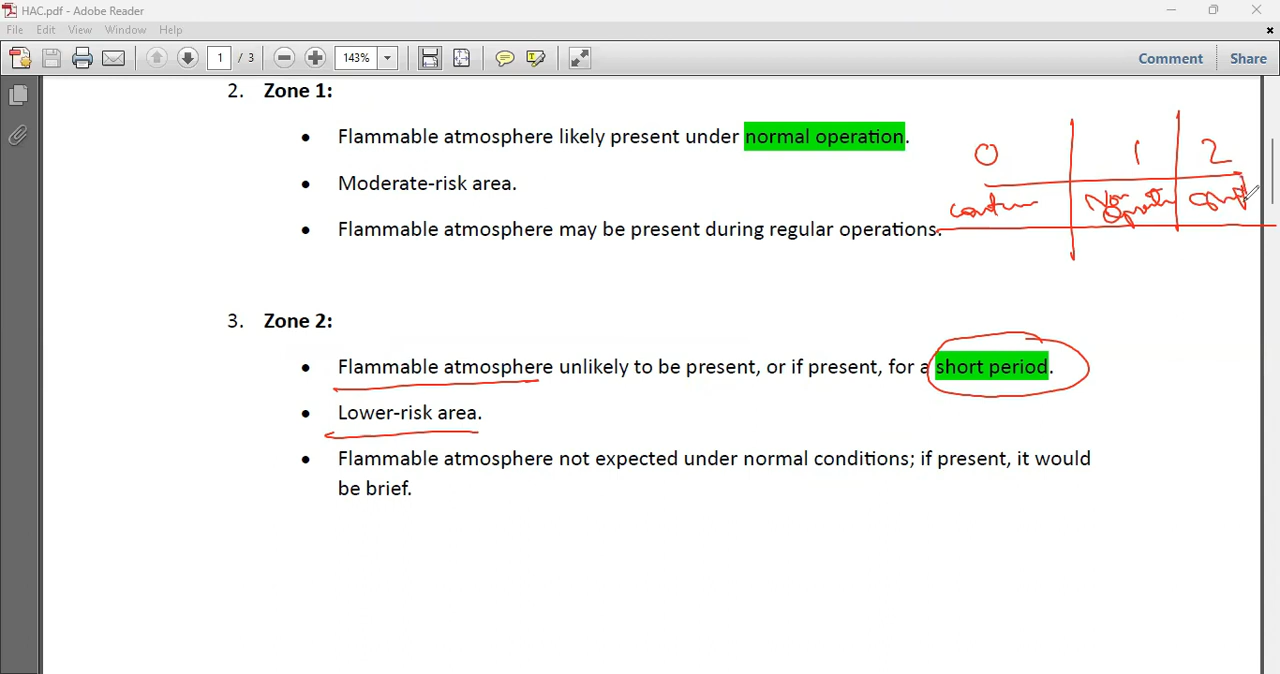 HAC.pdf - Adobe Reader
File Edit View Window Help
1 / 3 143% Comment Share
2. Zone 1:
• Flammable atmosphere likely present under normal operation.
• Moderate-risk area.
• Flammable atmosphere may be present during regular operations.
0 1 2
3. Zone 2:
• Flammable atmosphere unlikely to be present, or if present, for a short period.
• Lower-risk area.
• Flammable atmosphere not expected under normal conditions; if present, it would
be brief.